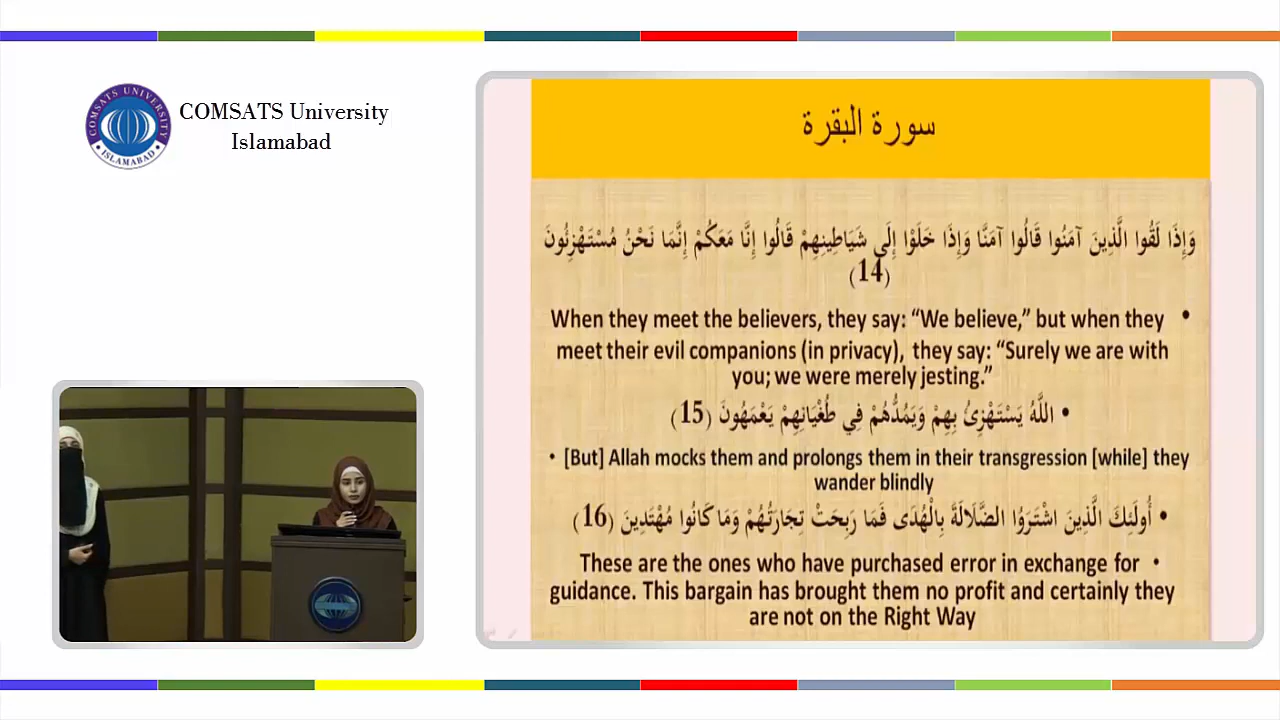 COMSATS University
Islamabad
COMSATS UNIVERSITY
• ISLAMABAD •
سورة البقرة
وَإِذَا لَقُوا الَّذِينَ آمَنُوا قَالُوا آمَنَّا وَإِذَا خَلَوْا إِلَى شَيَاطِينِهِمْ قَالُوا إِنَّا مَعَكُمْ إِنَّمَا نَحْنُ مُسْتَهْزِئُونَ
(14)
When they meet the believers, they say: “We believe,” but when they •
meet their evil companions (in privacy), they say: “Surely we are with
you; we were merely jesting.”
• اللَّهُ يَسْتَهْزِئُ بِهِمْ وَيَمُدُّهُمْ فِي طُغْيَانِهِمْ يَعْمَهُونَ (15)
• [But] Allah mocks them and prolongs them in their transgression [while] they
wander blindly
• أُولَئِكَ الَّذِينَ اشْتَرَوُا الضَّلَالَةَ بِالْهُدَى فَمَا رَبِحَتْ تِجَارَتُهُمْ وَمَا كَانُوا مُهْتَدِينَ (16)
These are the ones who have purchased error in exchange for •
guidance. This bargain has brought them no profit and certainly they
are not on the Right Way